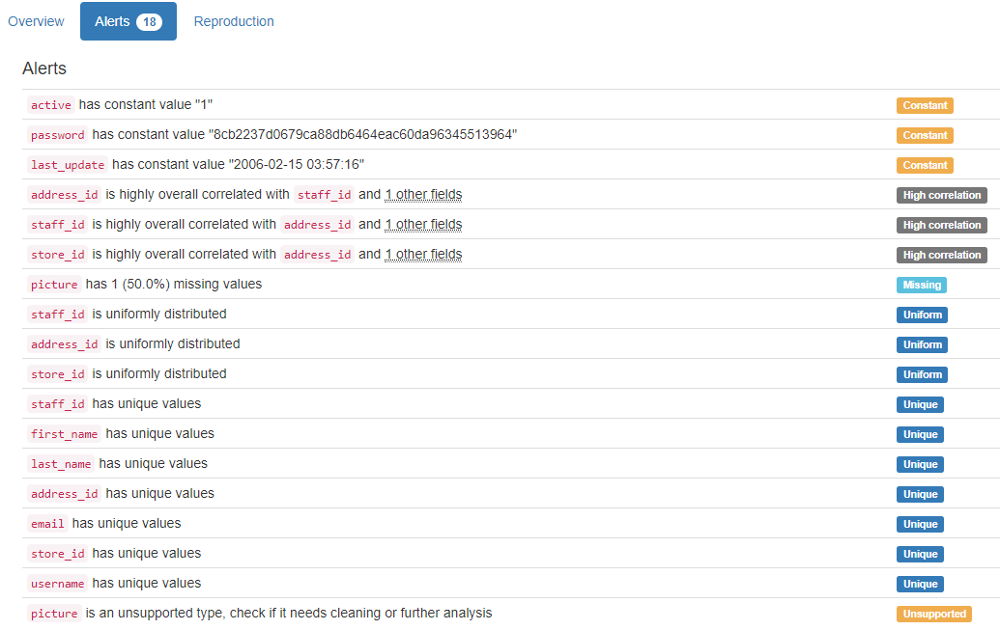 Overview Alerts 18 Reproduction
Alerts
active has constant value "1" Constant
password has constant value "8cb2237d0679ca88db6464eac60da96345513964" Constant
last_update has constant value "2006-02-15 03:57:16" Constant
address_id is highly overall correlated with staff_id and 1 other fields High correlation
staff_id is highly overall correlated with address_id and 1 other fields High correlation
store_id is highly overall correlated with address_id and 1 other fields High correlation
picture has 1 (50.0%) missing values Missing
staff_id is uniformly distributed Uniform
address_id is uniformly distributed Uniform
store_id is uniformly distributed Uniform
staff_id has unique values Unique
first_name has unique values Unique
last_name has unique values Unique
address_id has unique values Unique
email has unique values Unique
store_id has unique values Unique
username has unique values Unique
picture is an unsupported type, check if it needs cleaning or further analysis Unsupported